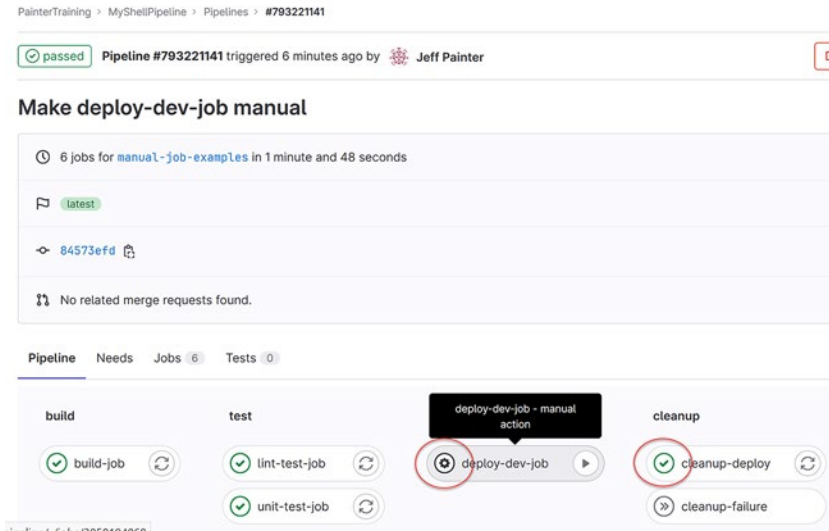 PainterTraining > MyShellPipeline > Pipelines > #793221141
passed Pipeline #793221141 triggered 6 minutes ago by Jeff Painter
Make deploy-dev-job manual
6 jobs for manual-job-examples in 1 minute and 48 seconds
latest
84573efd
No related merge requests found.
Pipeline Needs Jobs 6 Tests 0
build test deploy-dev-job - manual action cleanup
build-job lint-test-job deploy-dev-job cleanup-deploy
unit-test-job cleanup-failure